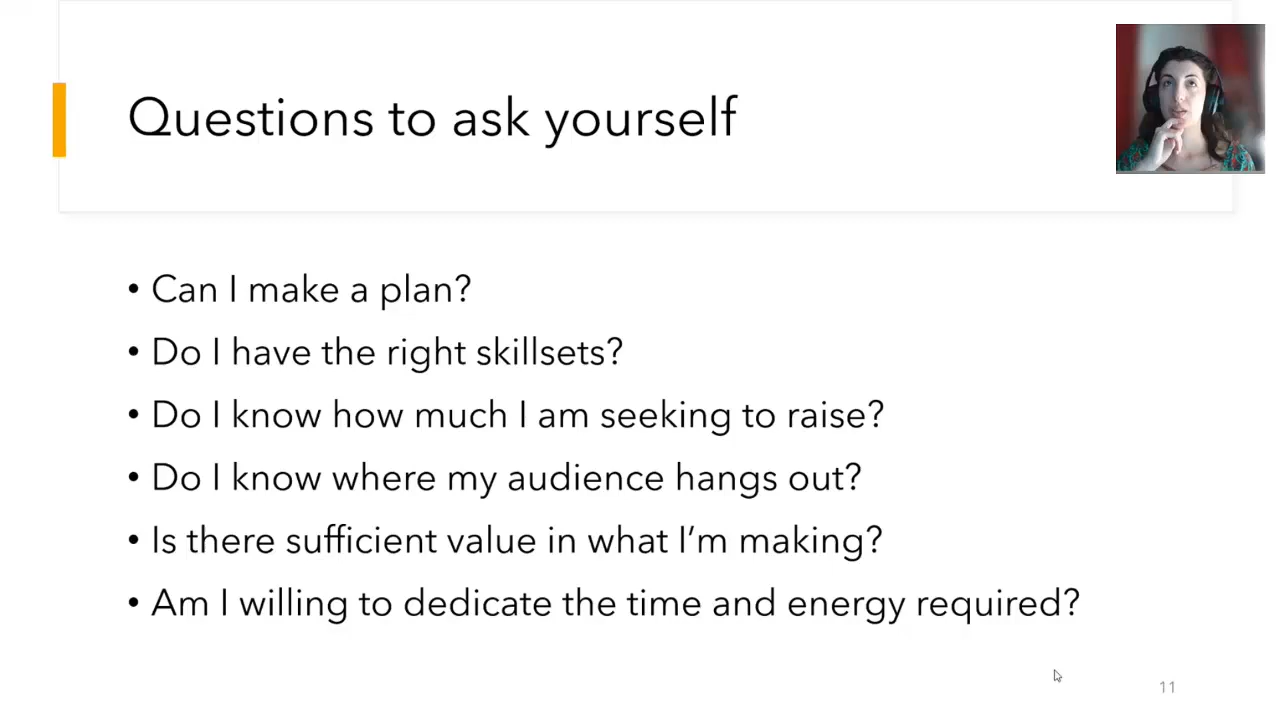 Questions to ask yourself
• Can I make a plan?
• Do I have the right skillsets?
• Do I know how much I am seeking to raise?
• Do I know where my audience hangs out?
• Is there sufficient value in what I’m making?
• Am I willing to dedicate the time and energy required?
11